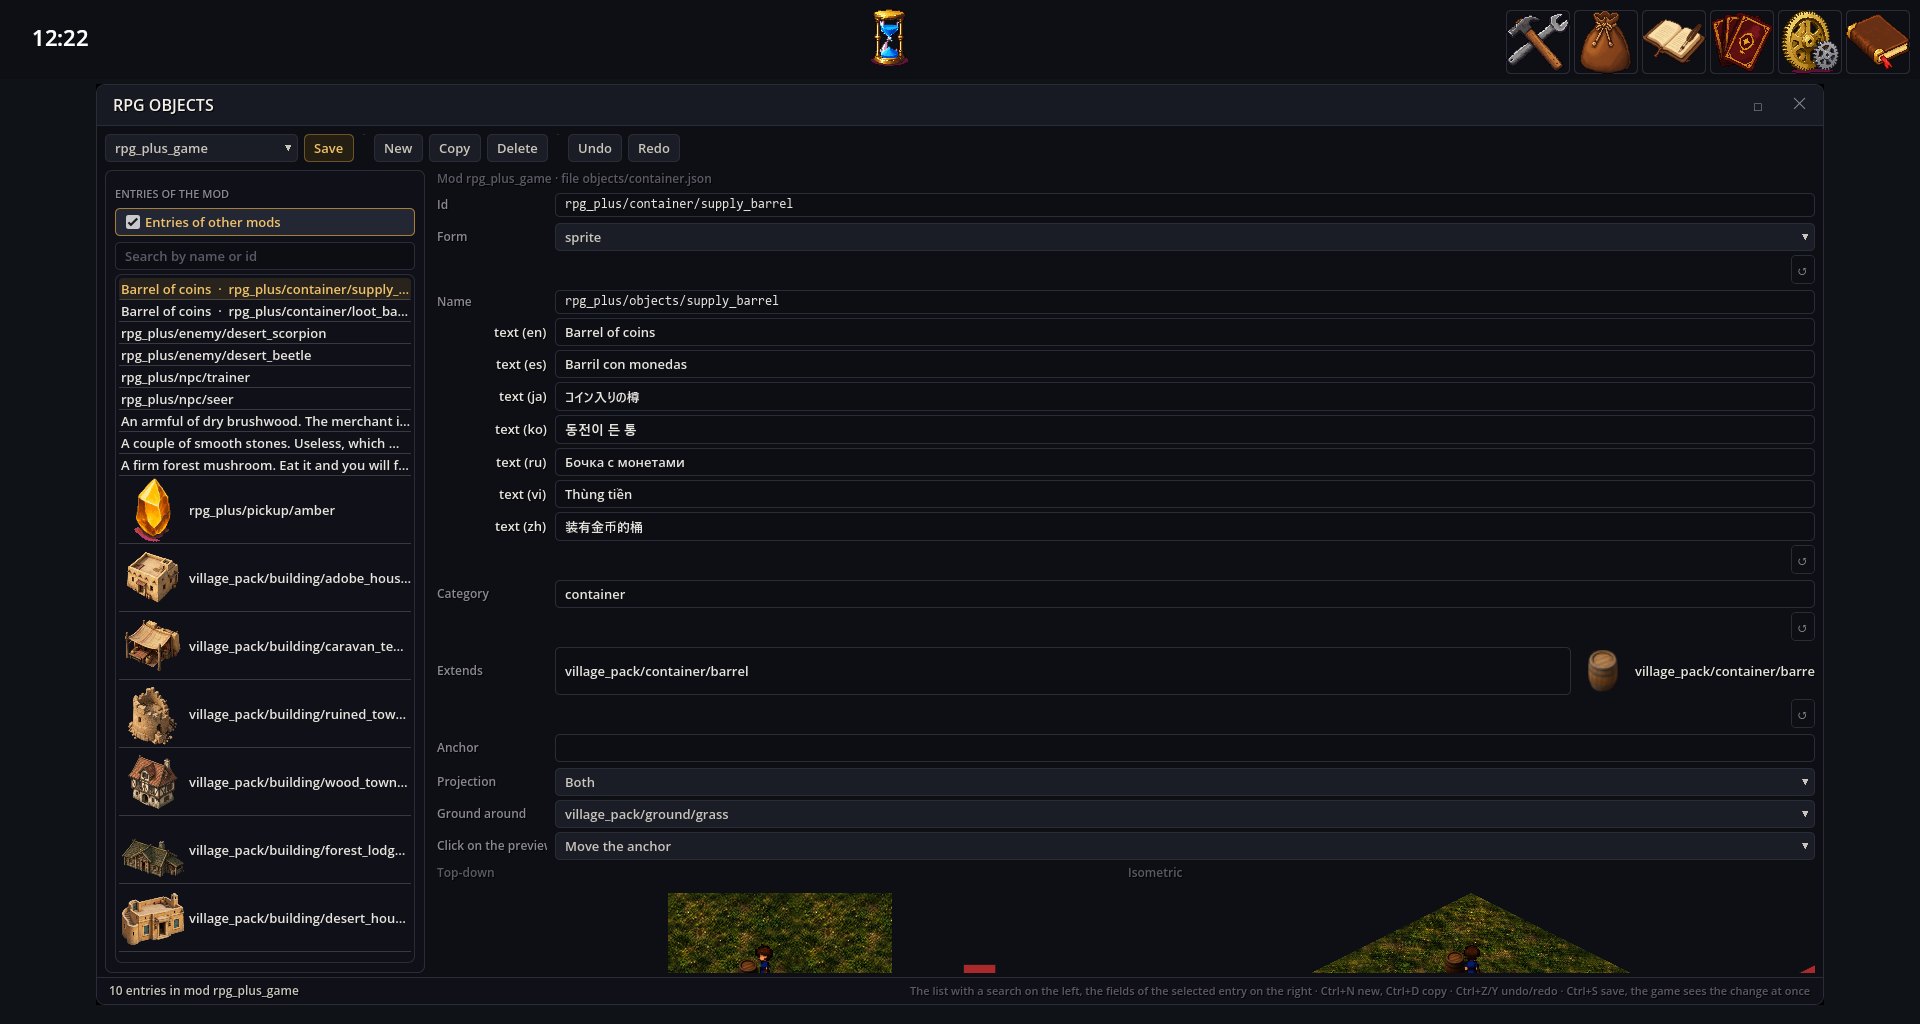 12:22
RPG OBJECTS
rpg_plus_game
Save
New
Copy
Delete
Undo
Redo
ENTRIES OF THE MOD
Entries of other mods
Search by name or id
Barrel of coins · rpg_plus/container/supply_...
Barrel of coins · rpg_plus/container/loot_ba...
rpg_plus/enemy/desert_scorpion
rpg_plus/enemy/desert_beetle
rpg_plus/npc/trainer
rpg_plus/npc/seer
An armful of dry brushwood. The merchant i...
A couple of smooth stones. Useless, which ...
A firm forest mushroom. Eat it and you will f...
rpg_plus/pickup/amber
village_pack/building/adobe_hous...
village_pack/building/caravan_te...
village_pack/building/ruined_tow...
village_pack/building/wood_town...
village_pack/building/forest_lodg...
village_pack/building/desert_hou...
Mod rpg_plus_game · file objects/container.json
Id
rpg_plus/container/supply_barrel
Form
sprite
Name
rpg_plus/objects/supply_barrel
text (en)
Barrel of coins
text (es)
Barril con monedas
text (ja)
コイン入りの樽
text (ko)
동전이 든 통
text (ru)
Бочка с монетами
text (vi)
Thùng tiền
text (zh)
装有金币的桶
Category
container
Extends
village_pack/container/barrel
village_pack/container/barre
Anchor
Projection
Both
Ground around
village_pack/ground/grass
Click on the previe
Move the anchor
Top-down
Isometric
10 entries in mod rpg_plus_game
The list with a search on the left, the fields of the selected entry on the right · Ctrl+N new, Ctrl+D copy · Ctrl+Z/Y undo/redo · Ctrl+S save, the game sees the change at once